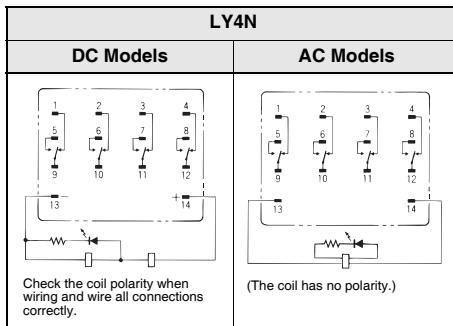 LY4N
DC Models
AC Models
1 2 3 4
5 6 7 8
9 10 11 12
13 − + 14
Check the coil polarity when
wiring and wire all connections
correctly.
1 2 3 4
5 6 7 8
9 10 11 12
13 14
(The coil has no polarity.)